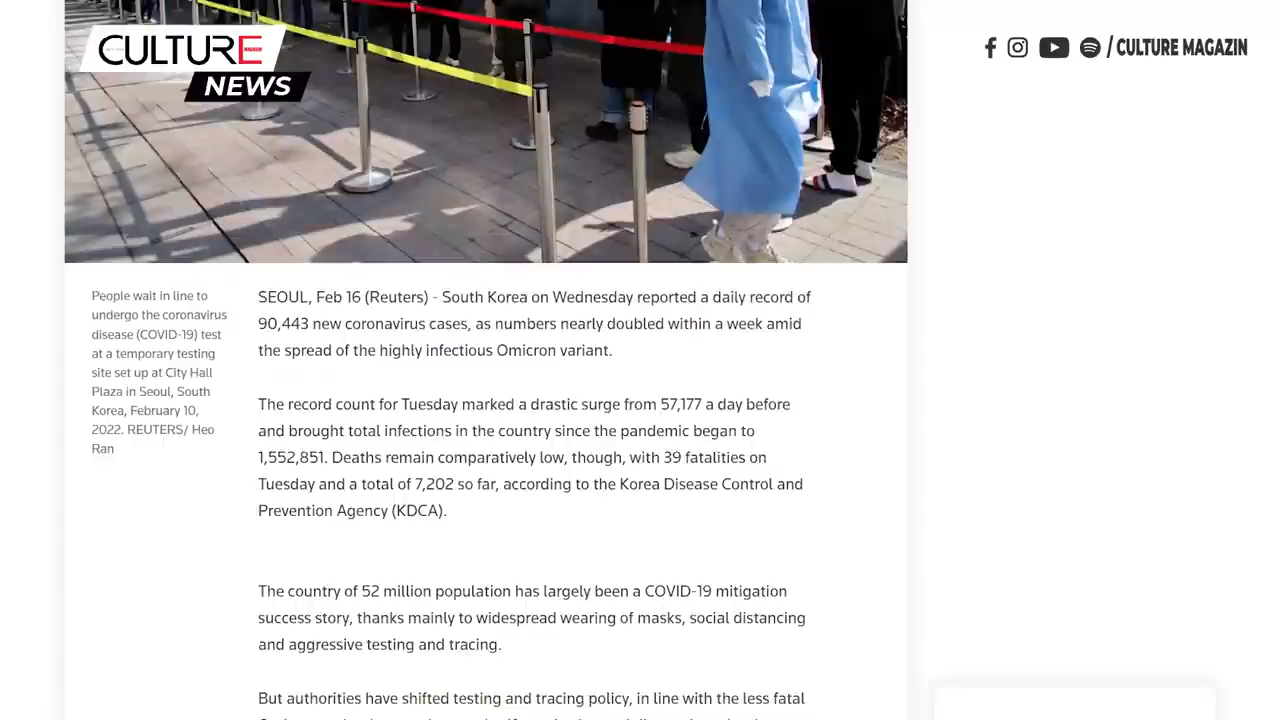 CULTURE
NEWS
/ CULTURE MAGAZIN
People wait in line to
undergo the coronavirus
disease (COVID-19) test
at a temporary testing
site set up at City Hall
Plaza in Seoul, South
Korea, February 10,
2022. REUTERS/ Heo
Ran
SEOUL, Feb 16 (Reuters) - South Korea on Wednesday reported a daily record of
90,443 new coronavirus cases, as numbers nearly doubled within a week amid
the spread of the highly infectious Omicron variant.
The record count for Tuesday marked a drastic surge from 57,177 a day before
and brought total infections in the country since the pandemic began to
1,552,851. Deaths remain comparatively low, though, with 39 fatalities on
Tuesday and a total of 7,202 so far, according to the Korea Disease Control and
Prevention Agency (KDCA).
The country of 52 million population has largely been a COVID-19 mitigation
success story, thanks mainly to widespread wearing of masks, social distancing
and aggressive testing and tracing.
But authorities have shifted testing and tracing policy, in line with the less fatal